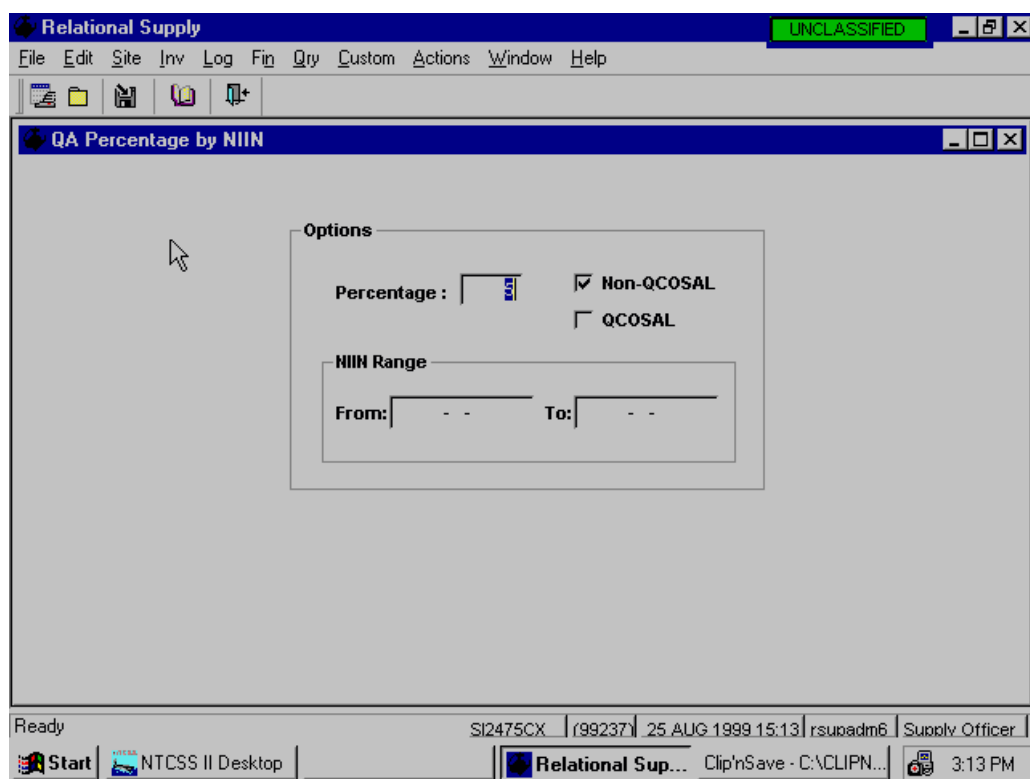 Relational Supply UNCLASSIFIED
File Edit Site Inv Log Fin Qry Custom Actions Window Help
QA Percentage by NIIN
Options
Percentage : 5 Non-QCOSAL
QCOSAL
NIIN Range
From: - - To: - -
Ready SI2475CX (99237) 25 AUG 1999 15:13 rsupadm6 Supply Officer
Start NTCSS II Desktop Relational Sup... Clip'nSave - C:\CLIPN... 3:13 PM